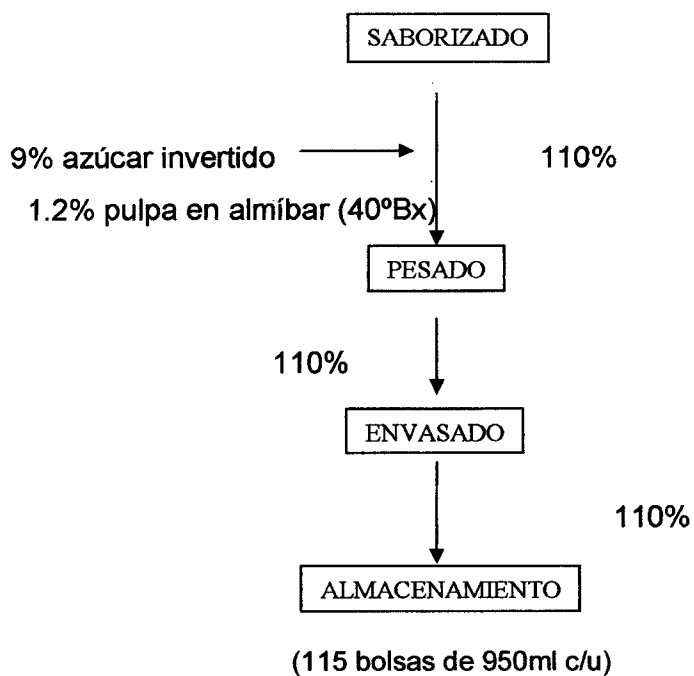 SABORIZADO
9% azúcar invertido
110%
1.2% pulpa en almíbar (40ºBx)
PESADO
110%
ENVASADO
110%
ALMACENAMIENTO
(115 bolsas de 950ml c/u)